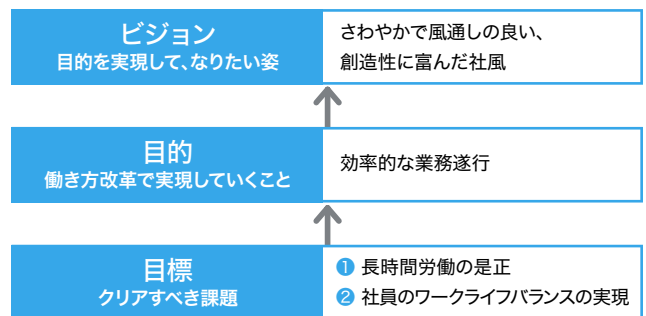 ビジョン
目的を実現して、なりたい姿
さわやかで風通しの良い、
創造性に富んだ社風
目的
働き方改革で実現していくこと
効率的な業務遂行
目標
クリアすべき課題
❶ 長時間労働の是正
❷ 社員のワークライフバランスの実現